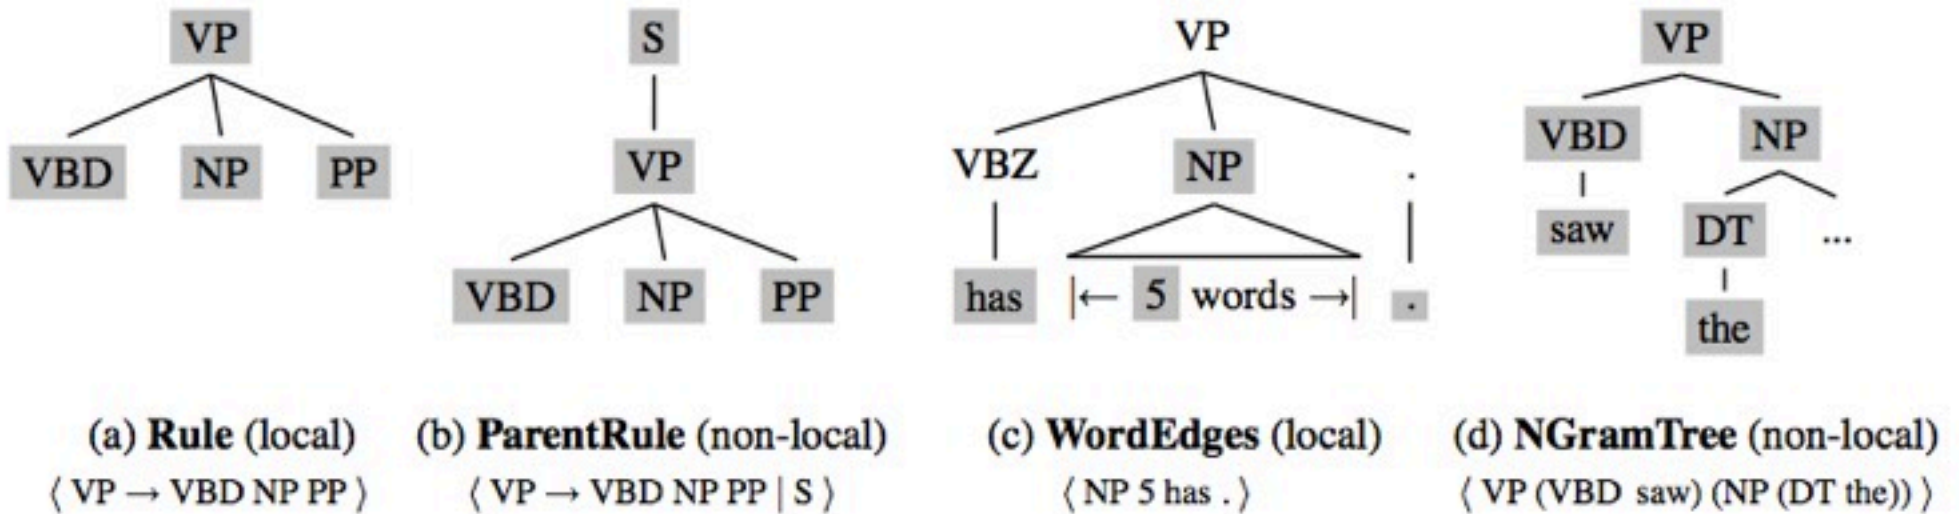 VP S VP VP
VBD NP PP VP VBZ NP . VBD NP
saw DT ...
VBD NP PP has |← 5 words →| . the
(a) Rule (local) (b) ParentRule (non-local) (c) WordEdges (local) (d) NGramTree (non-local)
⟨ VP → VBD NP PP ⟩ ⟨ VP → VBD NP PP | S ⟩ ⟨ NP 5 has . ⟩ ⟨ VP (VBD saw) (NP (DT the)) ⟩